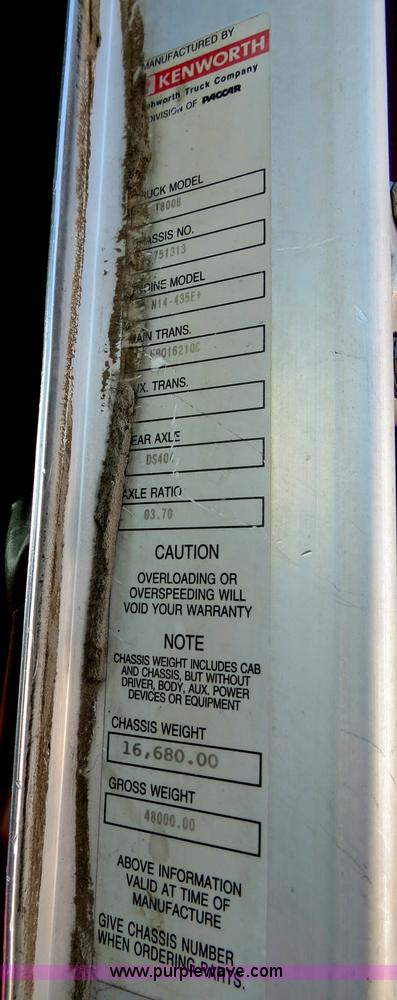 MANUFACTURED BY
KENWORTH
Kenworth Truck Company
DIVISION OF PACCAR
TRUCK MODEL
T800B
CHASSIS NO.
751313
ENGINE MODEL
N14-435E+
MAIN TRANS.
AUX. TRANS.
REAR AXLE
DS404
AXLE RATIO
03.70
CAUTION
OVERLOADING OR
OVERSPEEDING WILL
VOID YOUR WARRANTY
NOTE
CHASSIS WEIGHT INCLUDES CAB
AND CHASSIS, BUT WITHOUT
DRIVER, BODY, AUX. POWER
DEVICES OR EQUIPMENT
CHASSIS WEIGHT
16,680.00
GROSS WEIGHT
48000.00
ABOVE INFORMATION
VALID AT TIME OF
MANUFACTURE
GIVE CHASSIS NUMBER
WHEN ORDERING PARTS.
www.purplewave.com